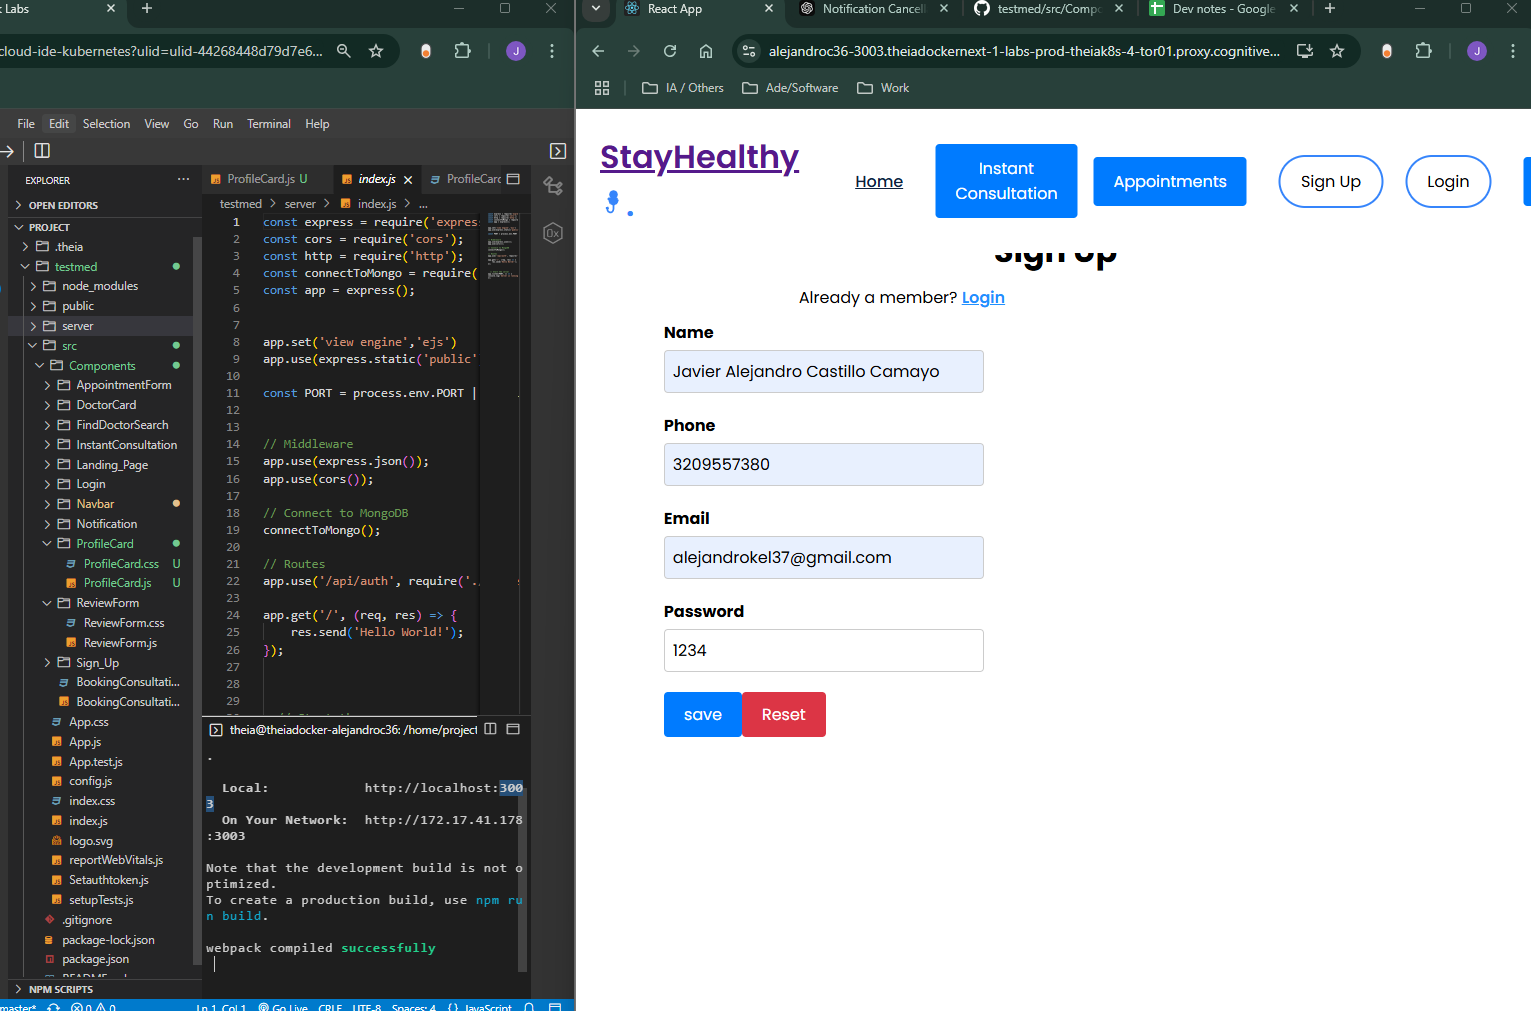 Labs
cloud-ide-kubernetes?ulid=ulid-44268448d79d7e6...
J
File Edit Selection View Go Run Terminal Help
EXPLORER
OPEN EDITORS
PROJECT
.theia
testmed
node_modules
public
server
src
Components
AppointmentForm
DoctorCard
FindDoctorSearch
InstantConsultation
Landing_Page
Login
Navbar
Notification
ProfileCard
ProfileCard.css U
ProfileCard.js U
ReviewForm
ReviewForm.css
ReviewForm.js
Sign_Up
BookingConsultati...
BookingConsultati...
App.css
App.js
App.test.js
config.js
index.css
index.js
logo.svg
reportWebVitals.js
Setauthtoken.js
setupTests.js
.gitignore
package-lock.json
package.json
NPM SCRIPTS
ProfileCard.js U
index.js
ProfileCard
testmed > server > index.js > ...
1 const express = require('expres
2 const cors = require('cors');
3 const http = require('http');
4 const connectToMongo = require(
5 const app = express();
6
7
8 app.set('view engine','ejs')
9 app.use(express.static('public'
10
11 const PORT = process.env.PORT |
12
13
14 // Middleware
15 app.use(express.json());
16 app.use(cors());
17
18 // Connect to MongoDB
19 connectToMongo();
20
21 // Routes
22 app.use('/api/auth', require('./
23
24 app.get('/', (req, res) => {
25 res.send('Hello World!');
26 });
27
28
29
theia@theiadocker-alejandroc36: /home/project
.
Local: http://localhost:300
3
On Your Network: http://172.17.41.178
:3003
Note that the development build is not o
ptimized.
To create a production build, use npm ru
n build.
webpack compiled successfully
master* 0 0 Ln 1, Col 1 Go Live CRLF UTF-8 Spaces: 4 {} JavaScript
React App
Notification Cancell
testmed/src/Compo
Dev notes - Google
alejandroc36-3003.theiadockernext-1-labs-prod-theiak8s-4-tor01.proxy.cognitive...
J
IA / Others Ade/Software Work
StayHealthy
.
Home
Instant
Consultation
Appointments
Sign Up
Login
Sign Up
Already a member? Login
Name
Javier Alejandro Castillo Camayo
Phone
3209557380
Email
alejandrokel37@gmail.com
Password
1234
save Reset